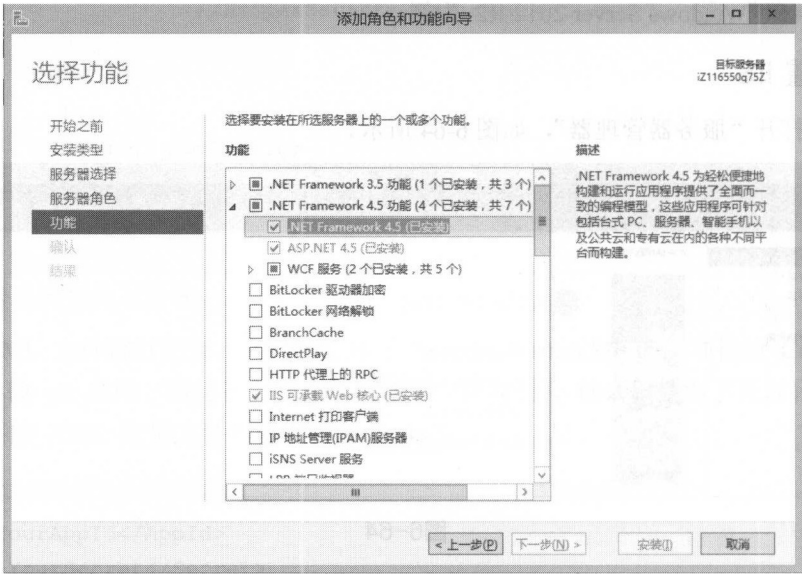 添加角色和功能向导
选择功能
目标服务器
iZ116550q75Z
开始之前
安装类型
服务器选择
服务器角色
功能
确认
结果
选择要安装在所选服务器上的一个或多个功能。
功能
.NET Framework 3.5 功能 (1 个已安装，共 3 个)
.NET Framework 4.5 功能 (4 个已安装，共 7 个)
.NET Framework 4.5 (已安装)
ASP.NET 4.5 (已安装)
WCF 服务 (2 个已安装，共 5 个)
BitLocker 驱动器加密
BitLocker 网络解锁
BranchCache
DirectPlay
HTTP 代理上的 RPC
IIS 可承载 Web 核心 (已安装)
Internet 打印客户端
IP 地址管理(IPAM)服务器
iSNS Server 服务
描述
.NET Framework 4.5 为轻松便捷地
构建和运行应用程序提供了全面而一
致的编程模型，这些应用程序可针对
包括台式 PC、服务器、智能手机以
及公共云和专有云在内的各种不同平
台而构建。
< 上一步(P)
下一步(N) >
安装(I)
取消